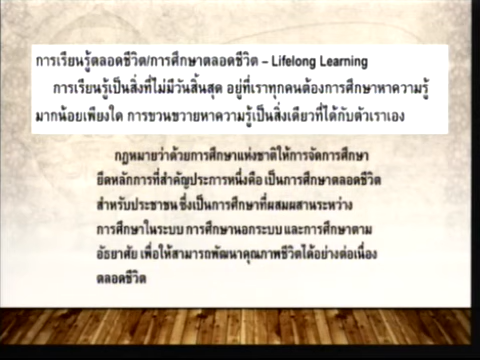 การเรียนรู้ตลอดชีวิต/การศึกษาตลอดชีวิต – Lifelong Learning
การเรียนรู้เป็นสิ่งที่ไม่มีวันสิ้นสุด อยู่ที่เราทุกคนต้องการศึกษาหาความรู้
มากน้อยเพียงใด การขวนขวายหาความรู้เป็นสิ่งเดียวที่ได้กับตัวเราเอง
กฎหมายว่าด้วยการศึกษาแห่งชาติให้การจัดการศึกษา
ยึดหลักการที่สำคัญประการหนึ่งคือ เป็นการศึกษาตลอดชีวิต
สำหรับประชาชน ซึ่งเป็นการศึกษาที่ผสมผสานระหว่าง
การศึกษาในระบบ การศึกษานอกระบบ และการศึกษาตาม
อัธยาศัย เพื่อให้สามารถพัฒนาคุณภาพชีวิตได้อย่างต่อเนื่อง
ตลอดชีวิต